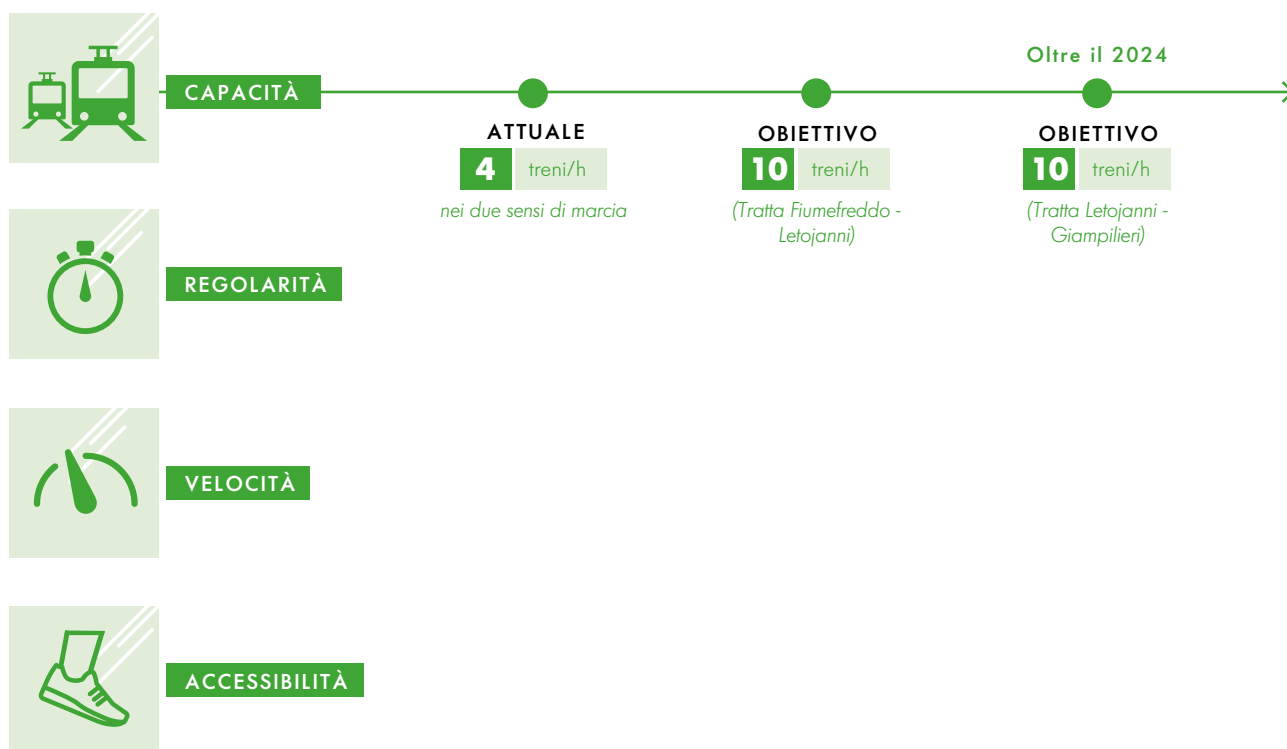 Oltre il 2024
CAPACITÀ
ATTUALE
4 treni/h
nei due sensi di marcia
OBIETTIVO
10 treni/h
(Tratta Fiumefreddo -
Letojanni)
OBIETTIVO
10 treni/h
(Tratta Letojanni -
Giampilieri)
REGOLARITÀ
VELOCITÀ
ACCESSIBILITÀ